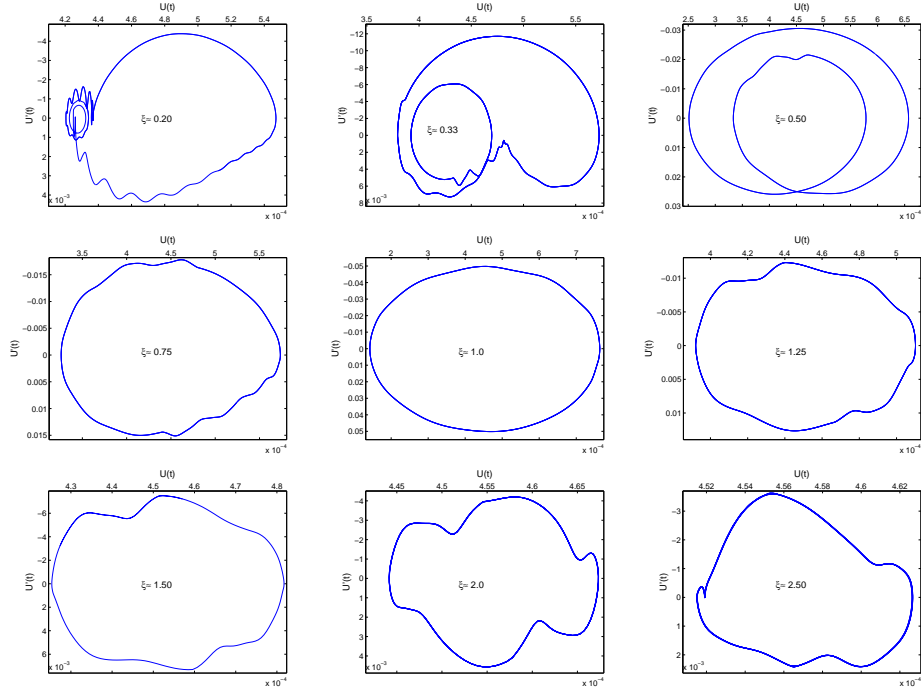 U(t) U(t) U(t)
4.2 4.4 4.6 4.8 5 5.2 5.4
3.5 4 4.5 5 5.5
2.5 3 3.5 4 4.5 5 5.5 6 6.5
U'(t)
−4
−3
−2
−1
0
1
2
3
4
x 10⁻³
ξ≈ 0.20
x 10⁻⁴
U'(t)
−12
−10
−8
−6
−4
−2
0
2
4
6
8
x 10⁻³
ξ≈ 0.33
x 10⁻⁴
U'(t)
−0.03
−0.02
−0.01
0
0.01
0.02
0.03
ξ≈ 0.50
x 10⁻⁴
U(t) U(t) U(t)
3.5 4 4.5 5 5.5
2 3 4 5 6 7
4 4.2 4.4 4.6 4.8 5
U'(t)
−0.015
−0.01
−0.005
0
0.005
0.01
0.015
ξ≈ 0.75
x 10⁻⁴
U'(t)
−0.05
−0.04
−0.03
−0.02
−0.01
0
0.01
0.02
0.03
0.04
0.05
ξ≈ 1.0
x 10⁻⁴
U'(t)
−0.01
−0.005
0
0.005
0.01
ξ≈ 1.25
x 10⁻⁴
U(t) U(t) U(t)
4.3 4.4 4.5 4.6 4.7 4.8
4.45 4.5 4.55 4.6 4.65
4.52 4.54 4.56 4.58 4.6 4.62
U'(t)
−6
−4
−2
0
2
4
6
x 10⁻³
ξ≈ 1.50
x 10⁻⁴
U'(t)
−4
−3
−2
−1
0
1
2
3
4
x 10⁻³
ξ≈ 2.0
x 10⁻⁴
U'(t)
−3
−2
−1
0
1
2
x 10⁻³
ξ≈ 2.50
x 10⁻⁴